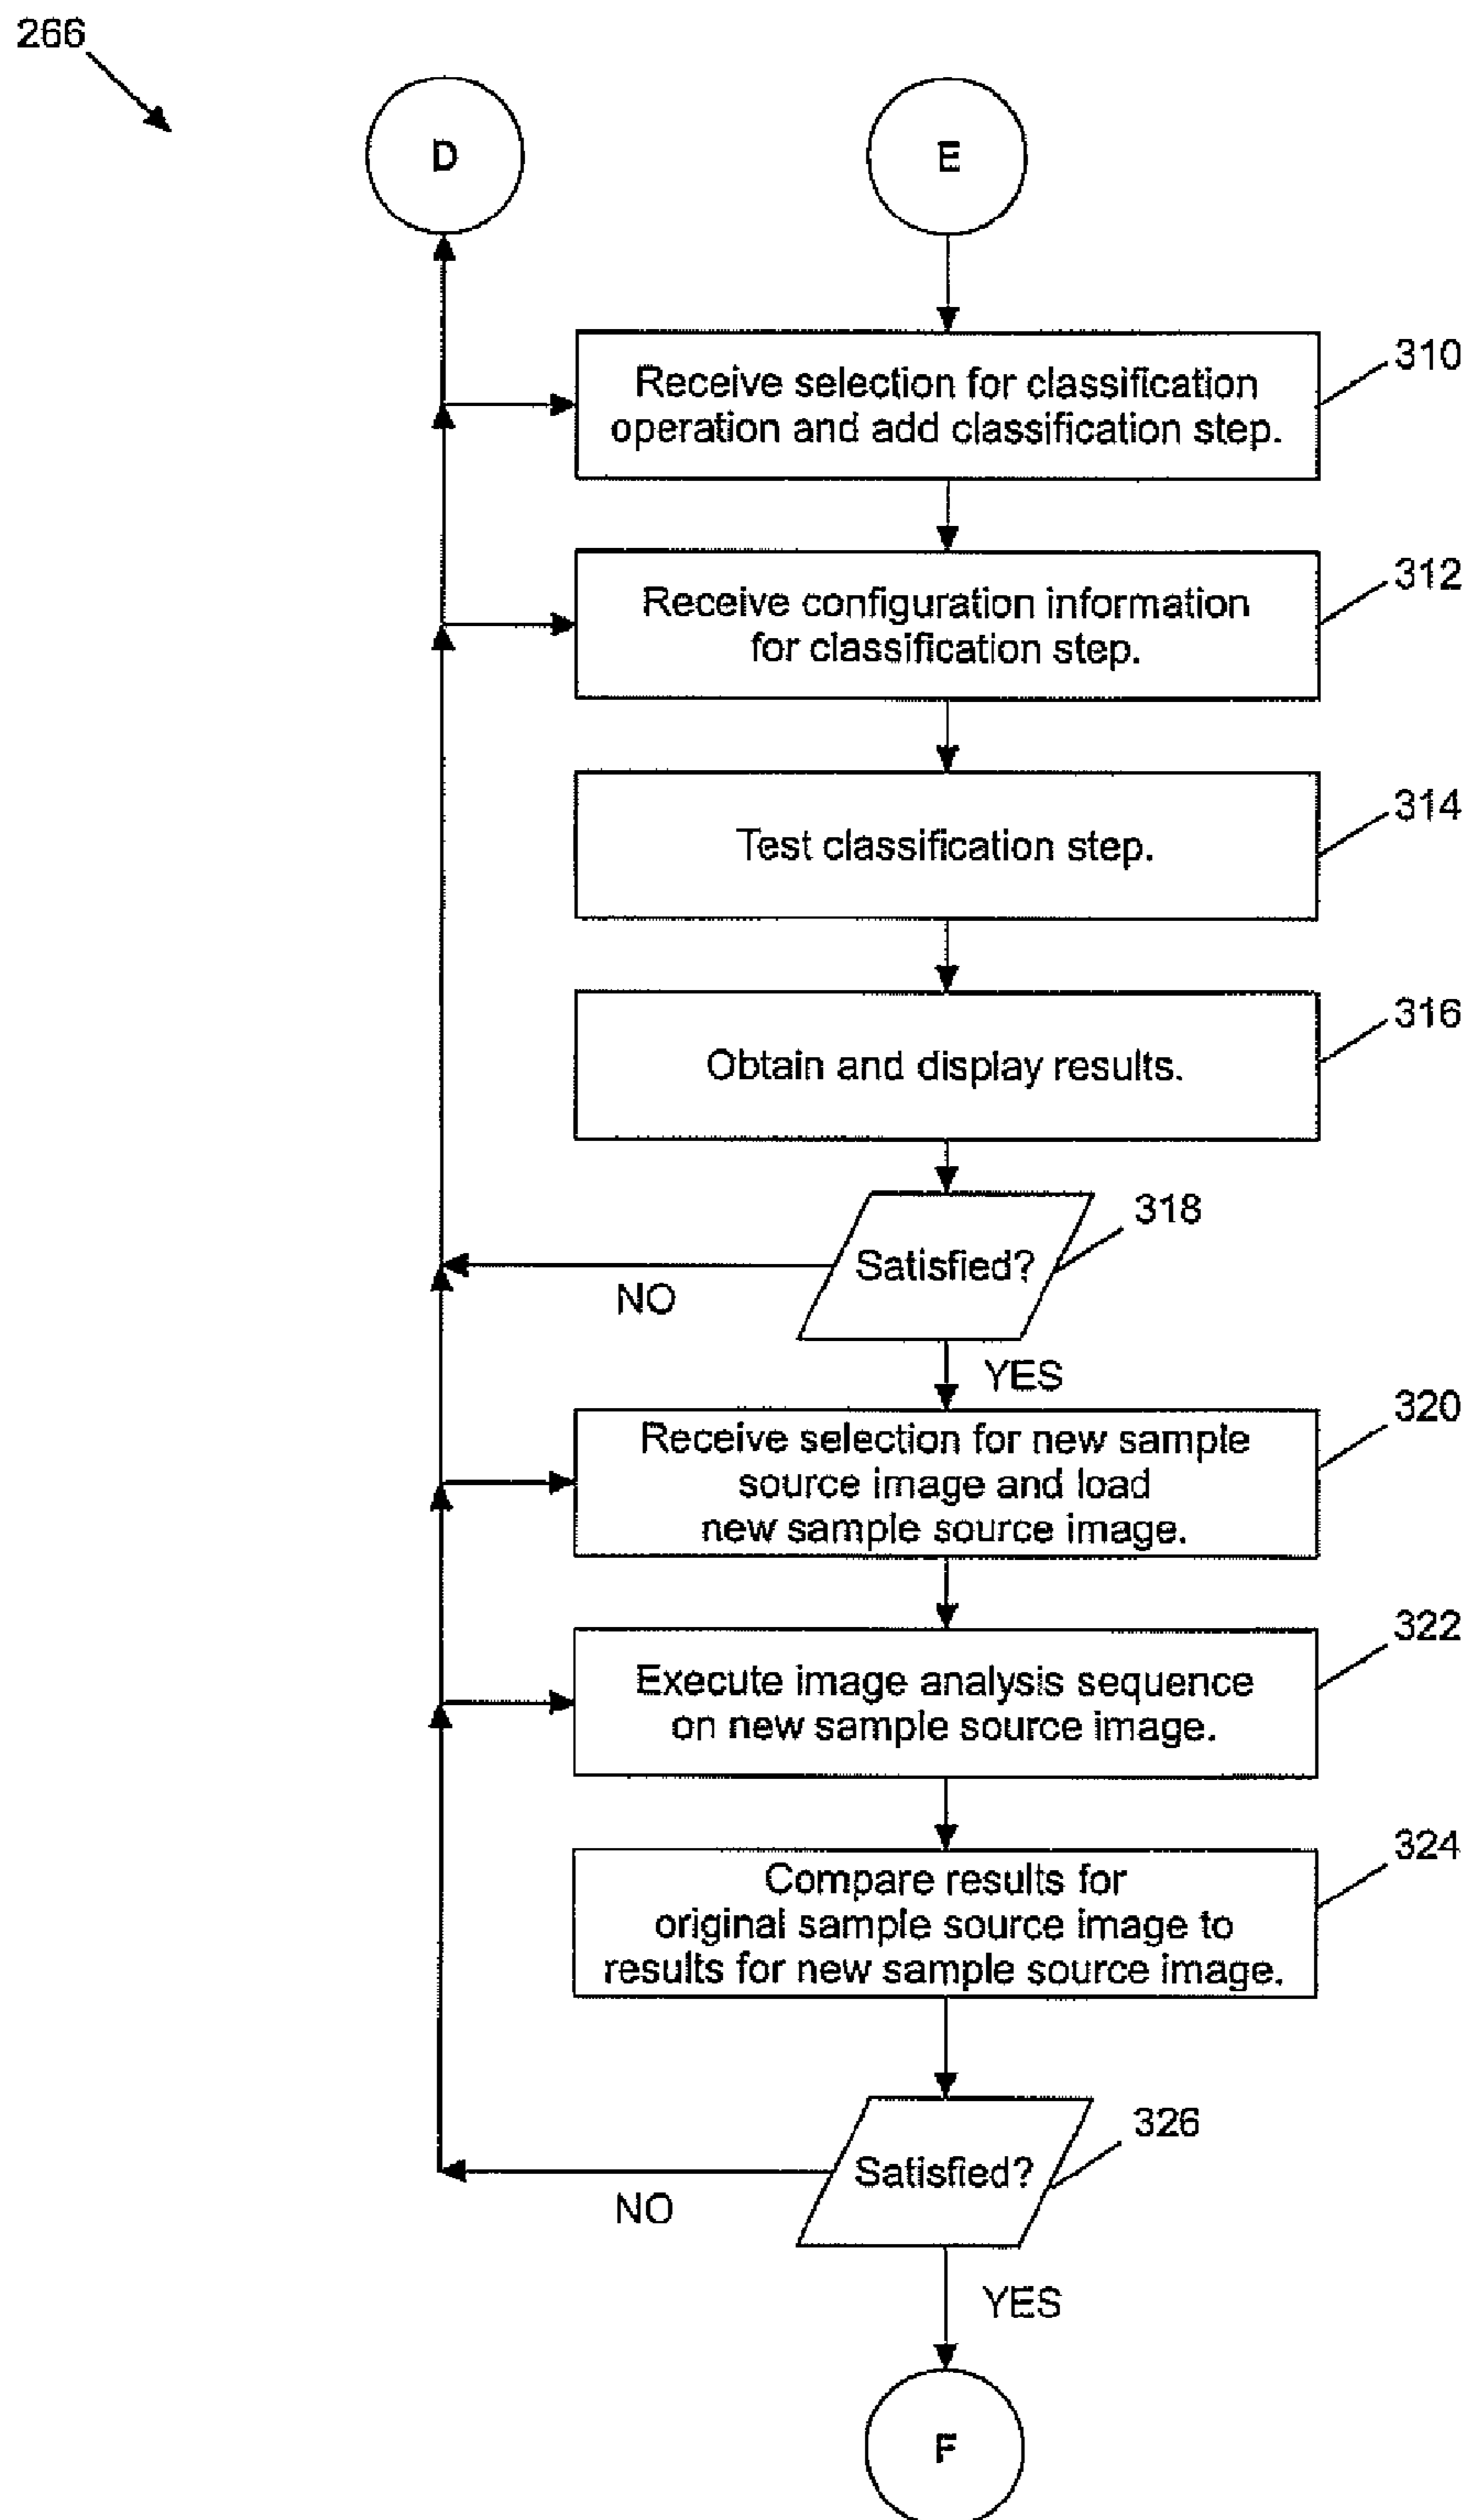 266
D
E
Receive selection for classification
operation and add classification step.
310
Receive configuration information
for classification step.
312
Test classification step.
314
Obtain and display results.
316
Satisfied?
318
NO
YES
Receive selection for new sample
source image and load
new sample source image.
320
Execute image analysis sequence
on new sample source image.
322
Compare results for
original sample source image to
results for new sample source image.
324
Satisfied?
326
NO
YES
F